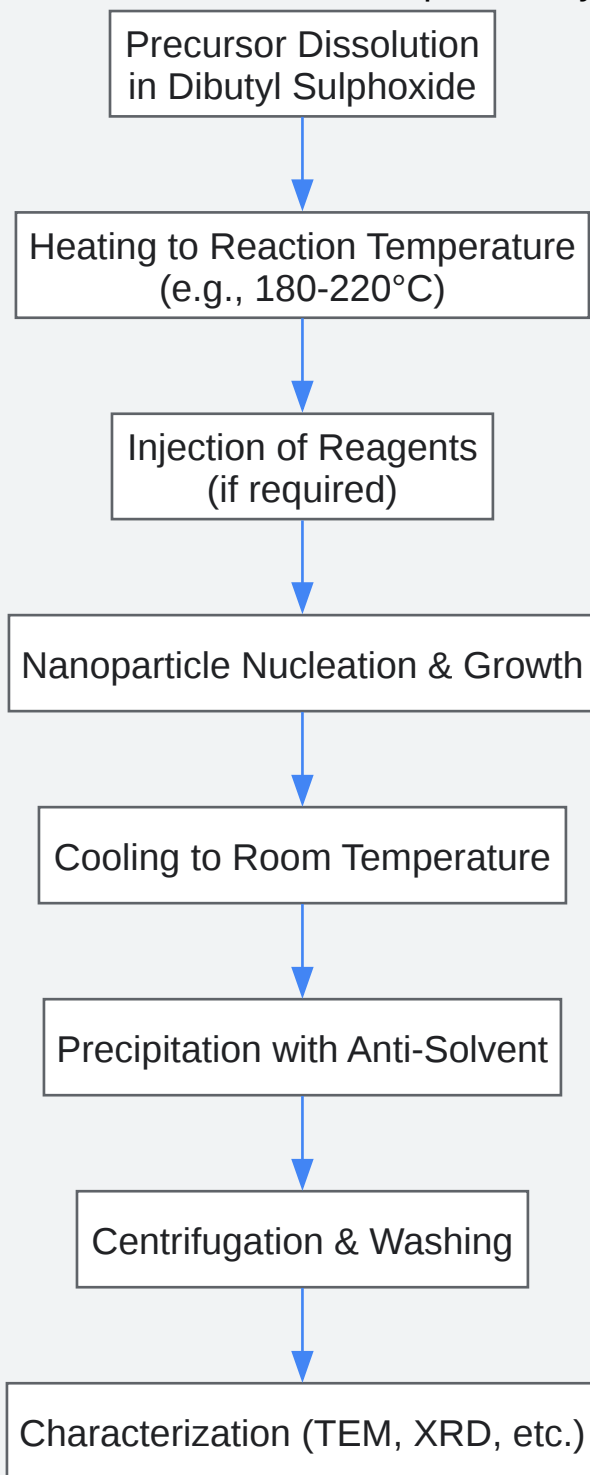 Precursor Dissolution
in Dibutyl Sulphoxide
Heating to Reaction Temperature
(e.g., 180-220°C)
Injection of Reagents
(if required)
Nanoparticle Nucleation & Growth
Cooling to Room Temperature
Precipitation with Anti-Solvent
Centrifugation & Washing
Characterization (TEM, XRD, etc.)